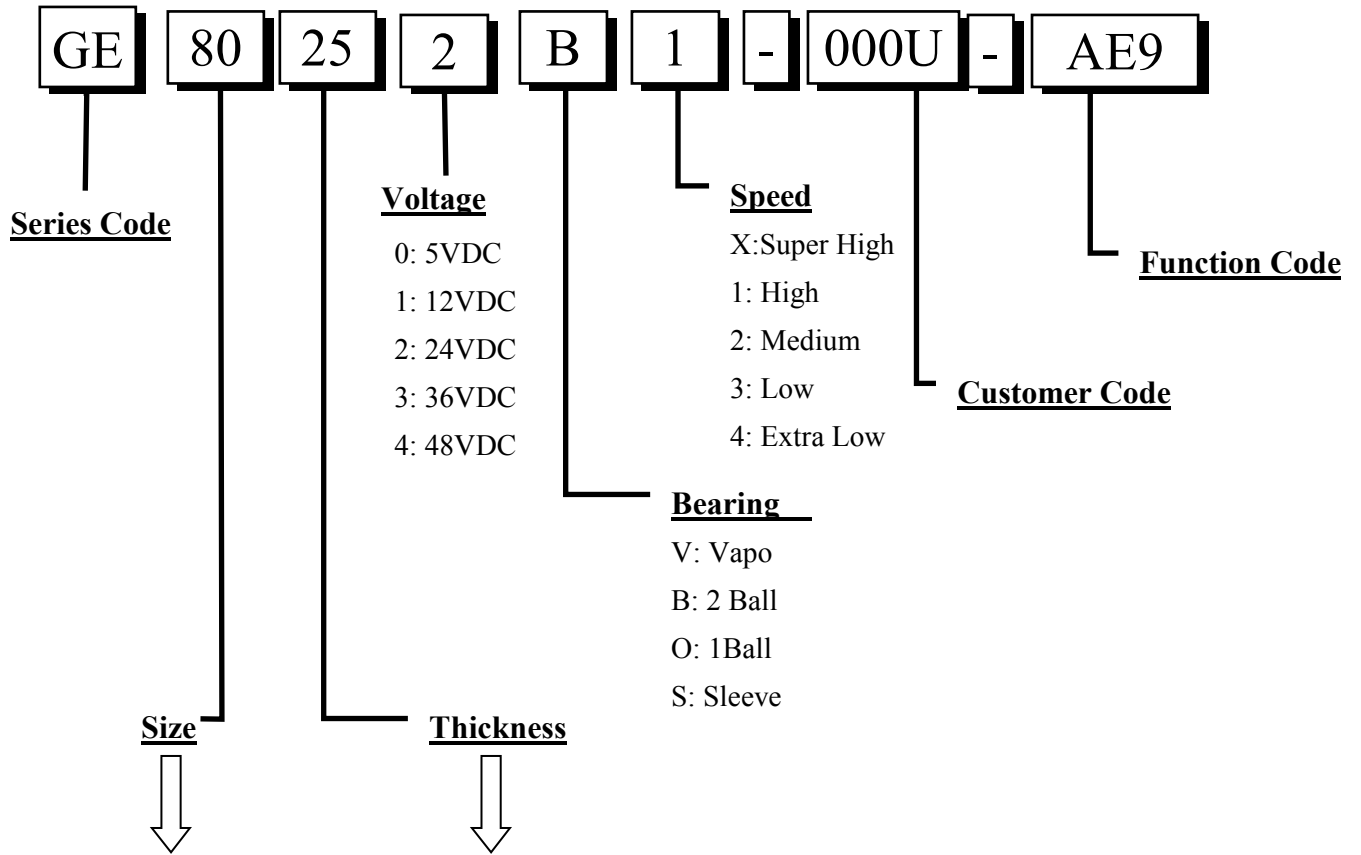 GE 80 25 2 B 1 - 000U - AE9
Series Code
Voltage
0: 5VDC
1: 12VDC
2: 24VDC
3: 36VDC
4: 48VDC
Speed
X:Super High
1: High
2: Medium
3: Low
4: Extra Low
Function Code
Customer Code
Bearing
V: Vapo
B: 2 Ball
O: 1Ball
S: Sleeve
Size
Thickness